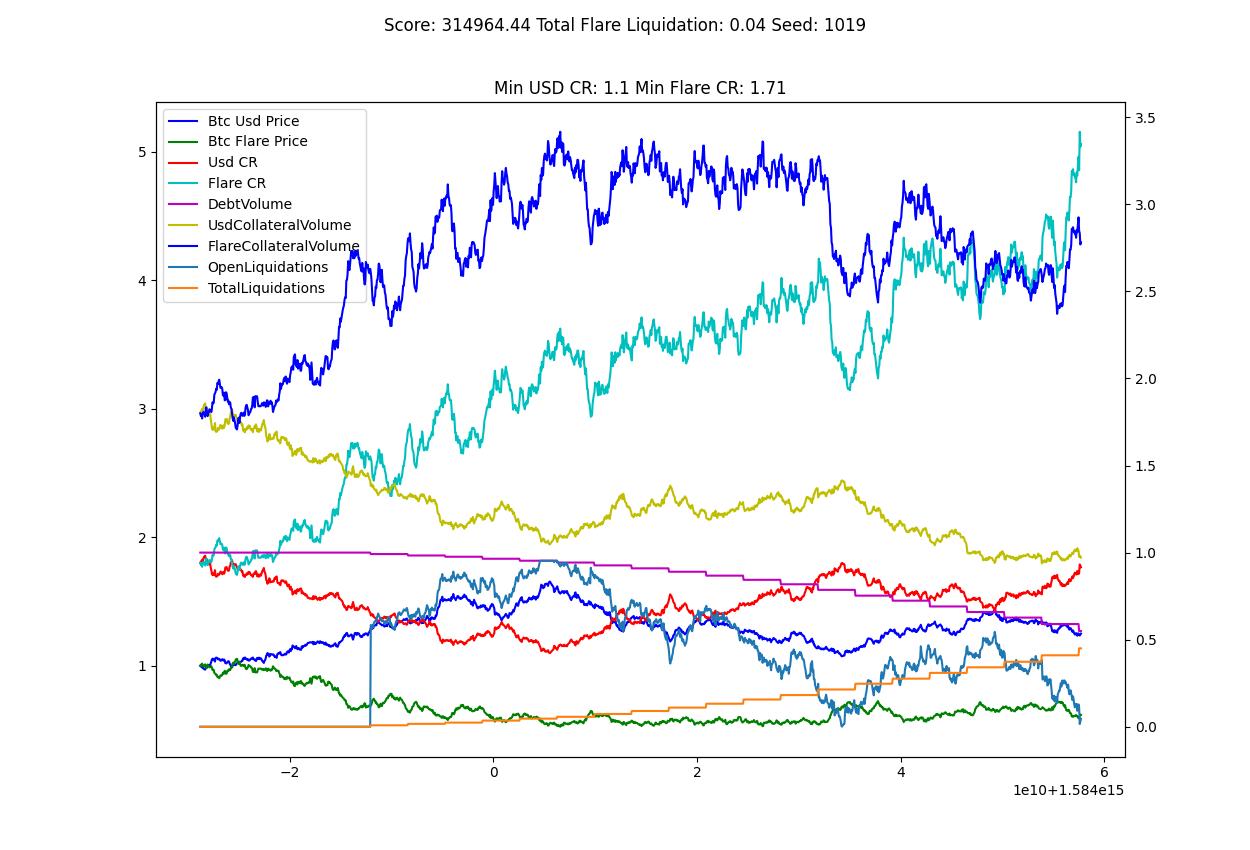 Score: 314964.44 Total Flare Liquidation: 0.04 Seed: 1019
Min USD CR: 1.1 Min Flare CR: 1.71
Btc Usd Price
Btc Flare Price
Usd CR
Flare CR
DebtVolume
UsdCollateralVolume
FlareCollateralVolume
OpenLiquidations
TotalLiquidations
5
4
3
2
1
3.5
3.0
2.5
2.0
1.5
1.0
0.5
0.0
−2 0 2 4 6
1e10+1.584e15